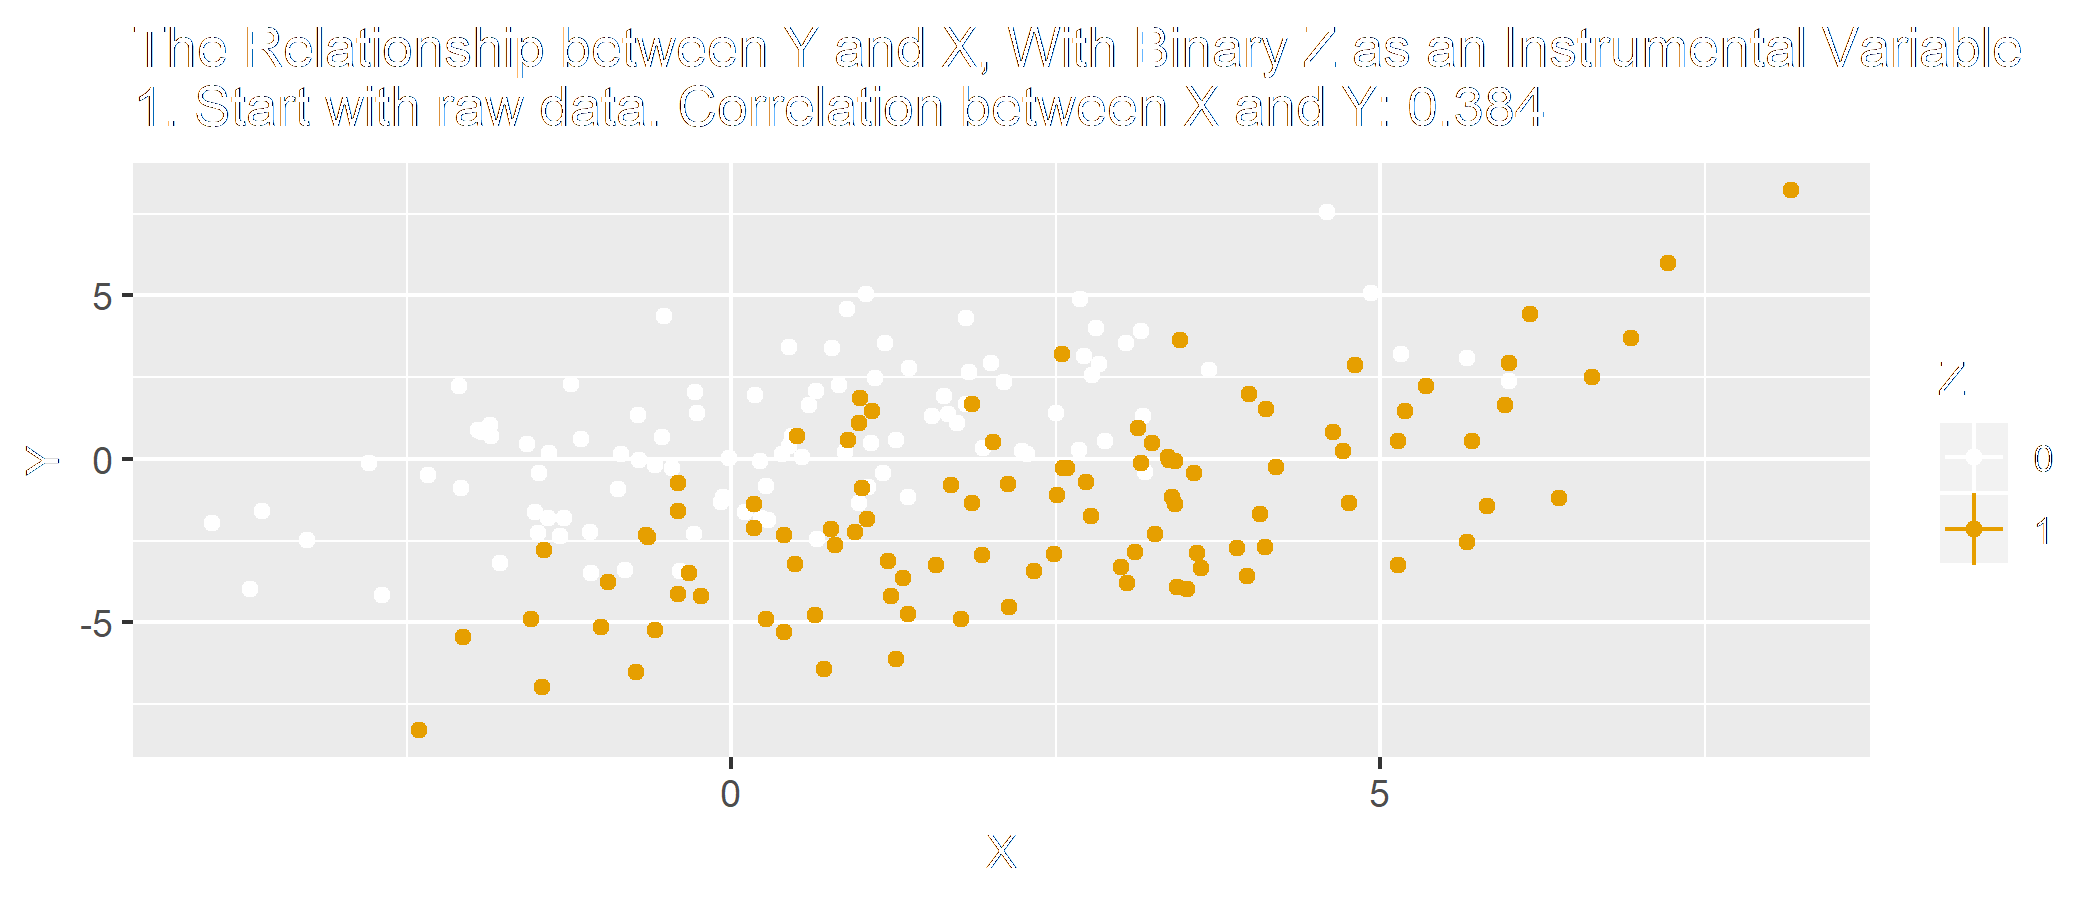 The Relationship between Y and X, With Binary Z as an Instrumental Variable
1. Start with raw data. Correlation between X and Y: 0.384
5
0
-5
Y
0
5
X
Z
0
1